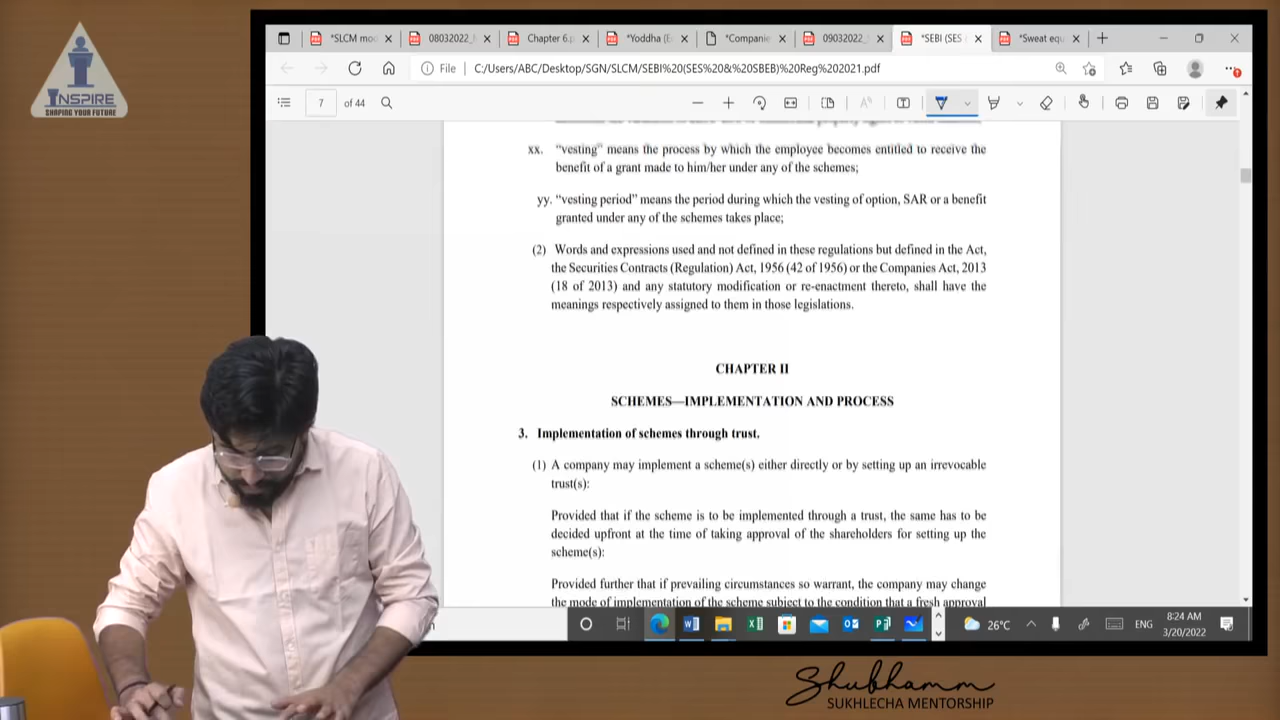 INSPIRE
SHAPING YOUR FUTURE
*SLCM mo
08032022_
Chapter 6.
*Yoddha (E
*Companie
09032022_
*SEBI (SES
*Sweat equ
File
C:/Users/ABC/Desktop/SGN/SLCM/SEBI%20(SES%20&%20SBEB)%20Reg%202021.pdf
7 of 44
xx. “vesting” means the process by which the employee becomes entitled to receive the
benefit of a grant made to him/her under any of the schemes;
yy. “vesting period” means the period during which the vesting of option, SAR or a benefit
granted under any of the schemes takes place;
(2) Words and expressions used and not defined in these regulations but defined in the Act,
the Securities Contracts (Regulation) Act, 1956 (42 of 1956) or the Companies Act, 2013
(18 of 2013) and any statutory modification or re-enactment thereto, shall have the
meanings respectively assigned to them in those legislations.
CHAPTER II
SCHEMES—IMPLEMENTATION AND PROCESS
3. Implementation of schemes through trust.
(1) A company may implement a scheme(s) either directly or by setting up an irrevocable
trust(s):
Provided that if the scheme is to be implemented through a trust, the same has to be
decided upfront at the time of taking approval of the shareholders for setting up the
scheme(s):
Provided further that if prevailing circumstances so warrant, the company may change
the mode of implementation of the scheme subject to the condition that a fresh approval
26°C
ENG
8:24 AM
3/20/2022
Shubhamm
SUKHLECHA MENTORSHIP